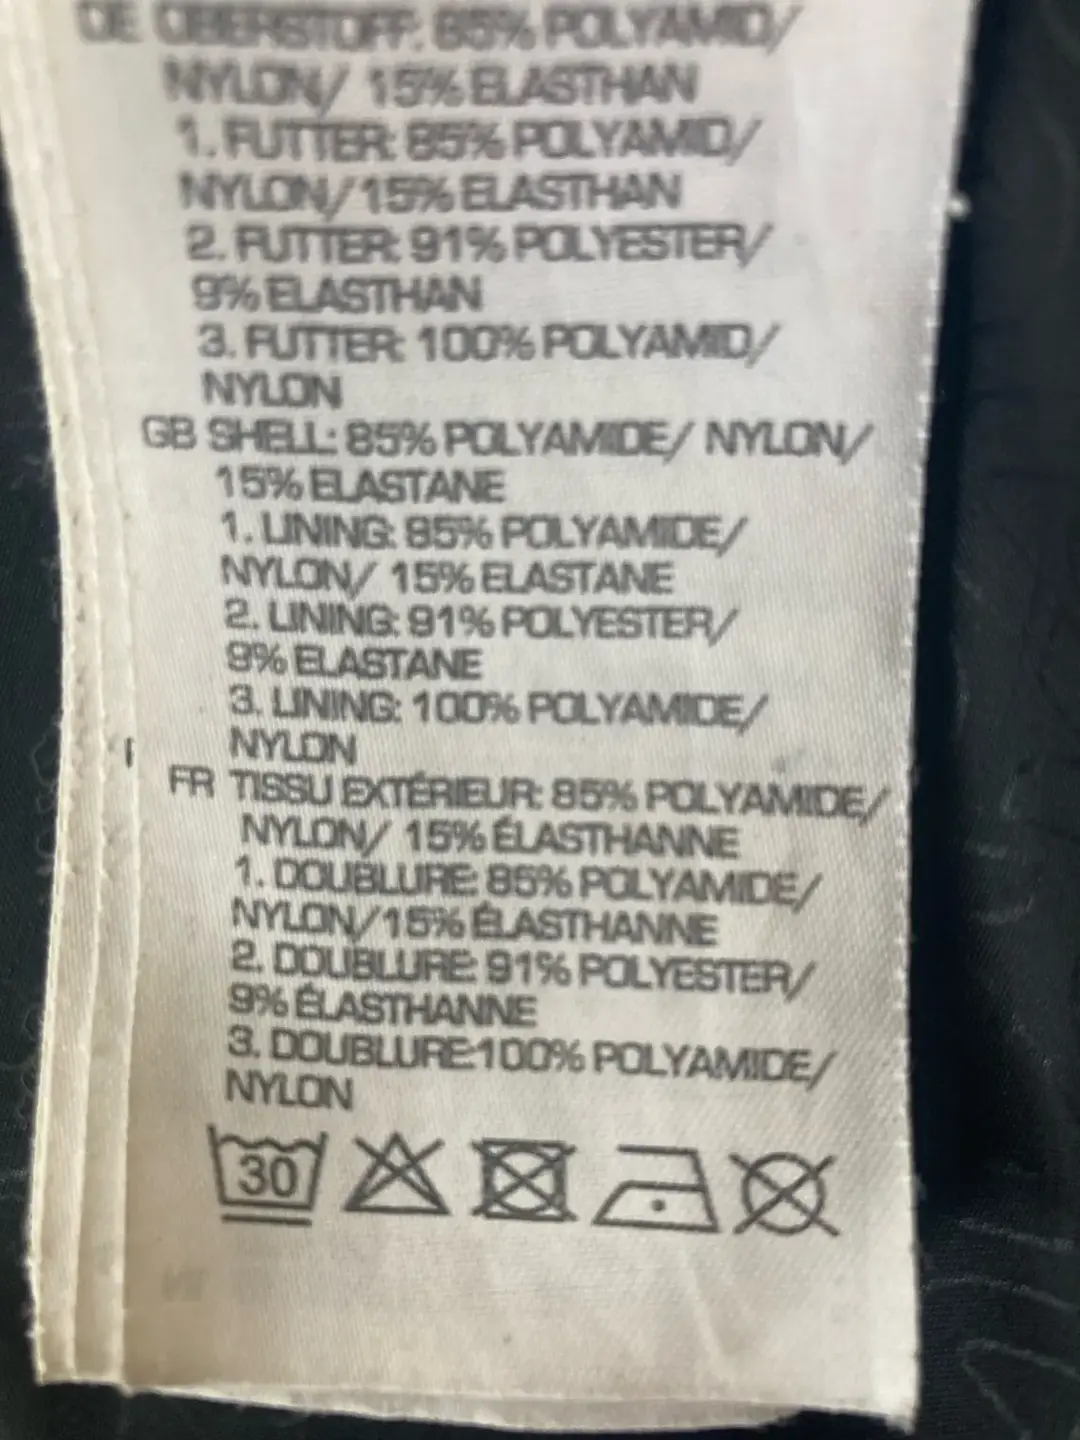 DE OBERSTOFF: 85% POLYAMID/
NYLON/ 15% ELASTHAN
1. FUTTER: 85% POLYAMID/
NYLON/15% ELASTHAN
2. FUTTER: 91% POLYESTER/
9% ELASTHAN
3. FUTTER: 100% POLYAMID/
NYLON
GB SHELL: 85% POLYAMIDE/ NYLON/
15% ELASTANE
1. LINING: 85% POLYAMIDE/
NYLON/ 15% ELASTANE
2. LINING: 91% POLYESTER/
9% ELASTANE
3. LINING: 100% POLYAMIDE/
NYLON
FR TISSU EXTÉRIEUR: 85% POLYAMIDE/
NYLON/ 15% ÉLASTHANNE
1. DOUBLURE: 85% POLYAMIDE/
NYLON/15% ÉLASTHANNE
2. DOUBLURE: 91% POLYESTER/
9% ÉLASTHANNE
3. DOUBLURE:100% POLYAMIDE/
NYLON
30